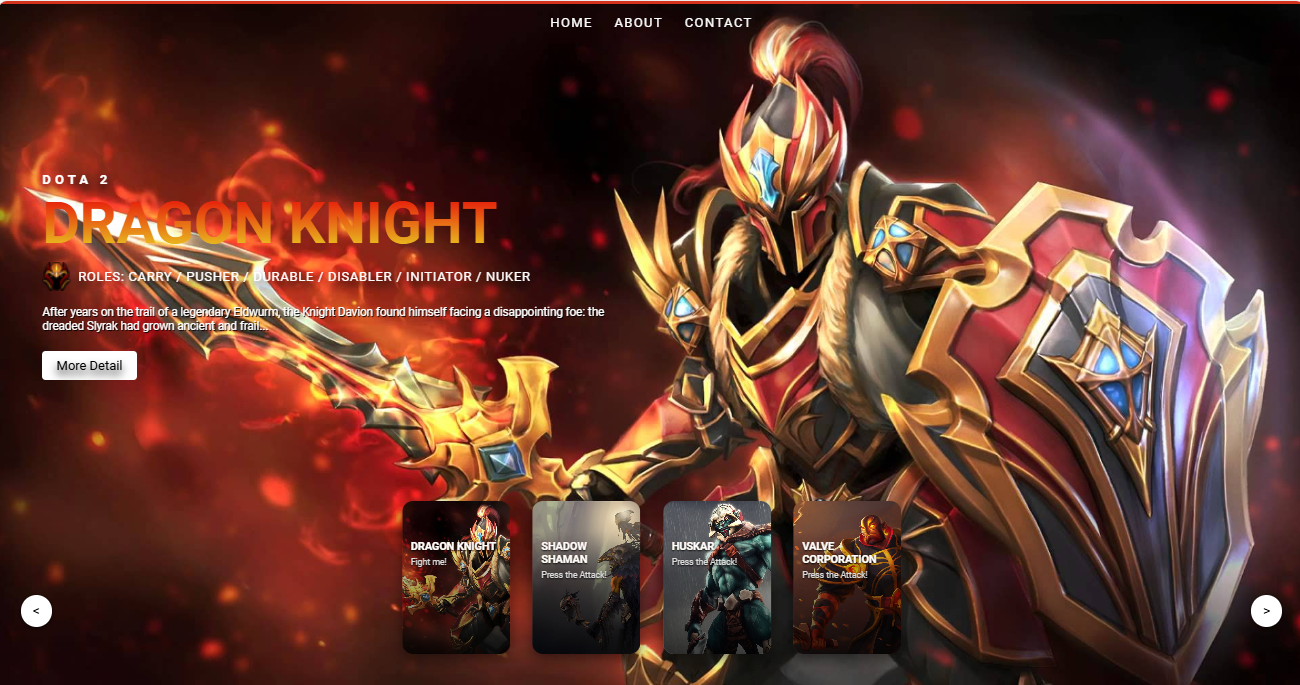 HOME ABOUT CONTACT
DOTA 2
DRAGON KNIGHT
ROLES: CARRY / PUSHER / DURABLE / DISABLER / INITIATOR / NUKER
After years on the trail of a legendary Eldwurm, the Knight Davion found himself facing a disappointing foe: the
dreaded Slyrak had grown ancient and frail...
More Detail
DRAGON KNIGHT
Fight me!
SHADOW
SHAMAN
Press the Attack!
HUSKAR
Press the Attack!
VALVE
CORPORATION
Press the Attack!
<
>